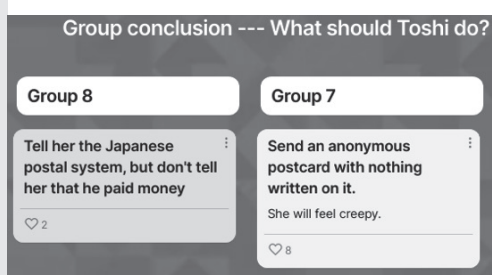 Group conclusion --- What should Toshi do?
Group 8
Tell her the Japanese
postal system, but don't tell
her that he paid money
2
Group 7
Send an anonymous
postcard with nothing
written on it.
She will feel creepy.
8